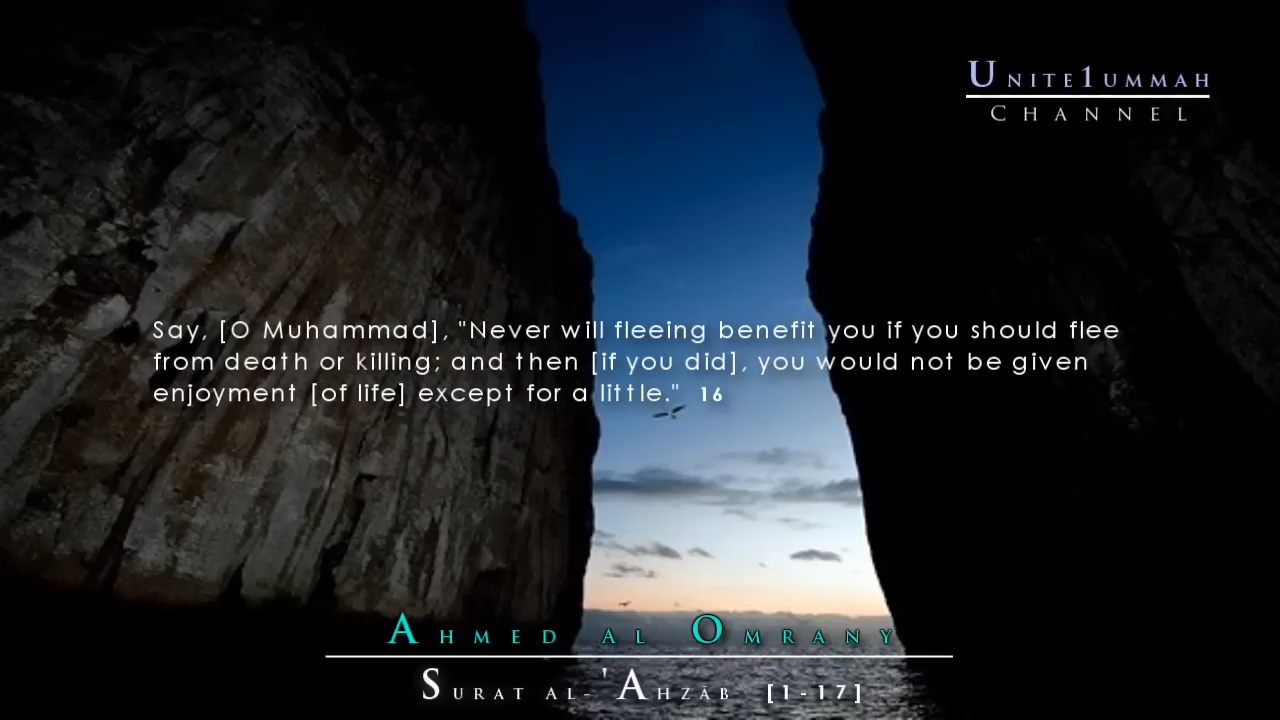 Unite1ummah
Channel
Say, [O Muhammad], "Never will fleeing benefit you if you should flee
from death or killing; and then [if you did], you would not be given
enjoyment [of life] except for a little." 16
Ahmed al Omrany
Surat al-'Ahzāb [1-17]